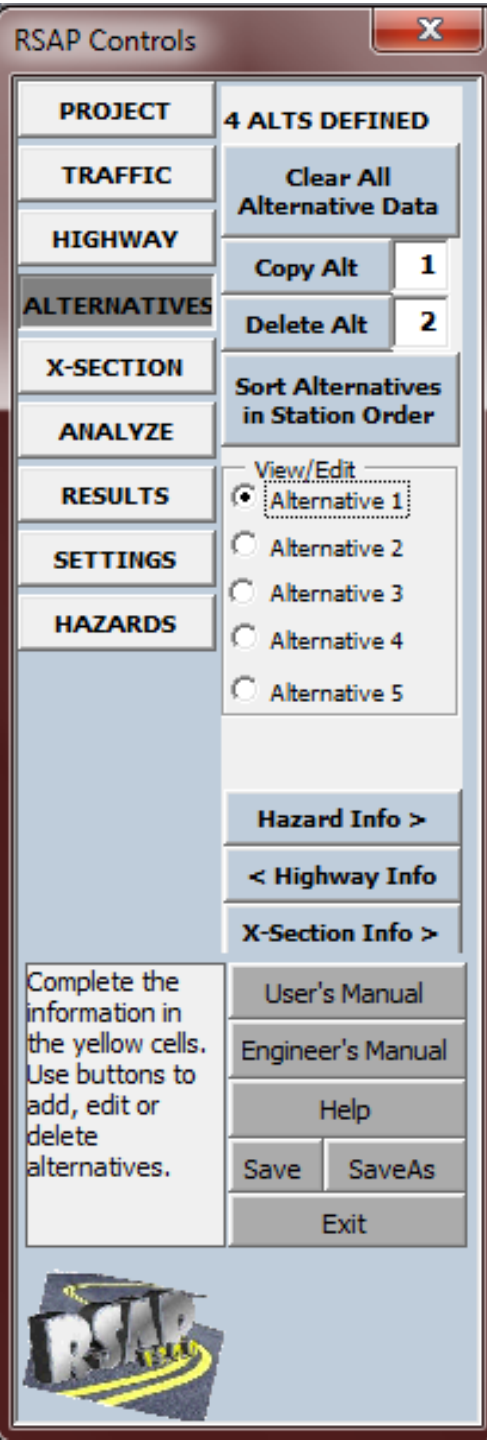 RSAP Controls
PROJECT
TRAFFIC
HIGHWAY
ALTERNATIVES
X-SECTION
ANALYZE
RESULTS
SETTINGS
HAZARDS
4 ALTS DEFINED
Clear All
Alternative Data
Copy Alt 1
Delete Alt 2
Sort Alternatives
in Station Order
View/Edit
Alternative 1
Alternative 2
Alternative 3
Alternative 4
Alternative 5
Hazard Info >
< Highway Info
X-Section Info >
Complete the
information in
the yellow cells.
Use buttons to
add, edit or
delete
alternatives.
User's Manual
Engineer's Manual
Help
Save SaveAs
Exit
RSAP